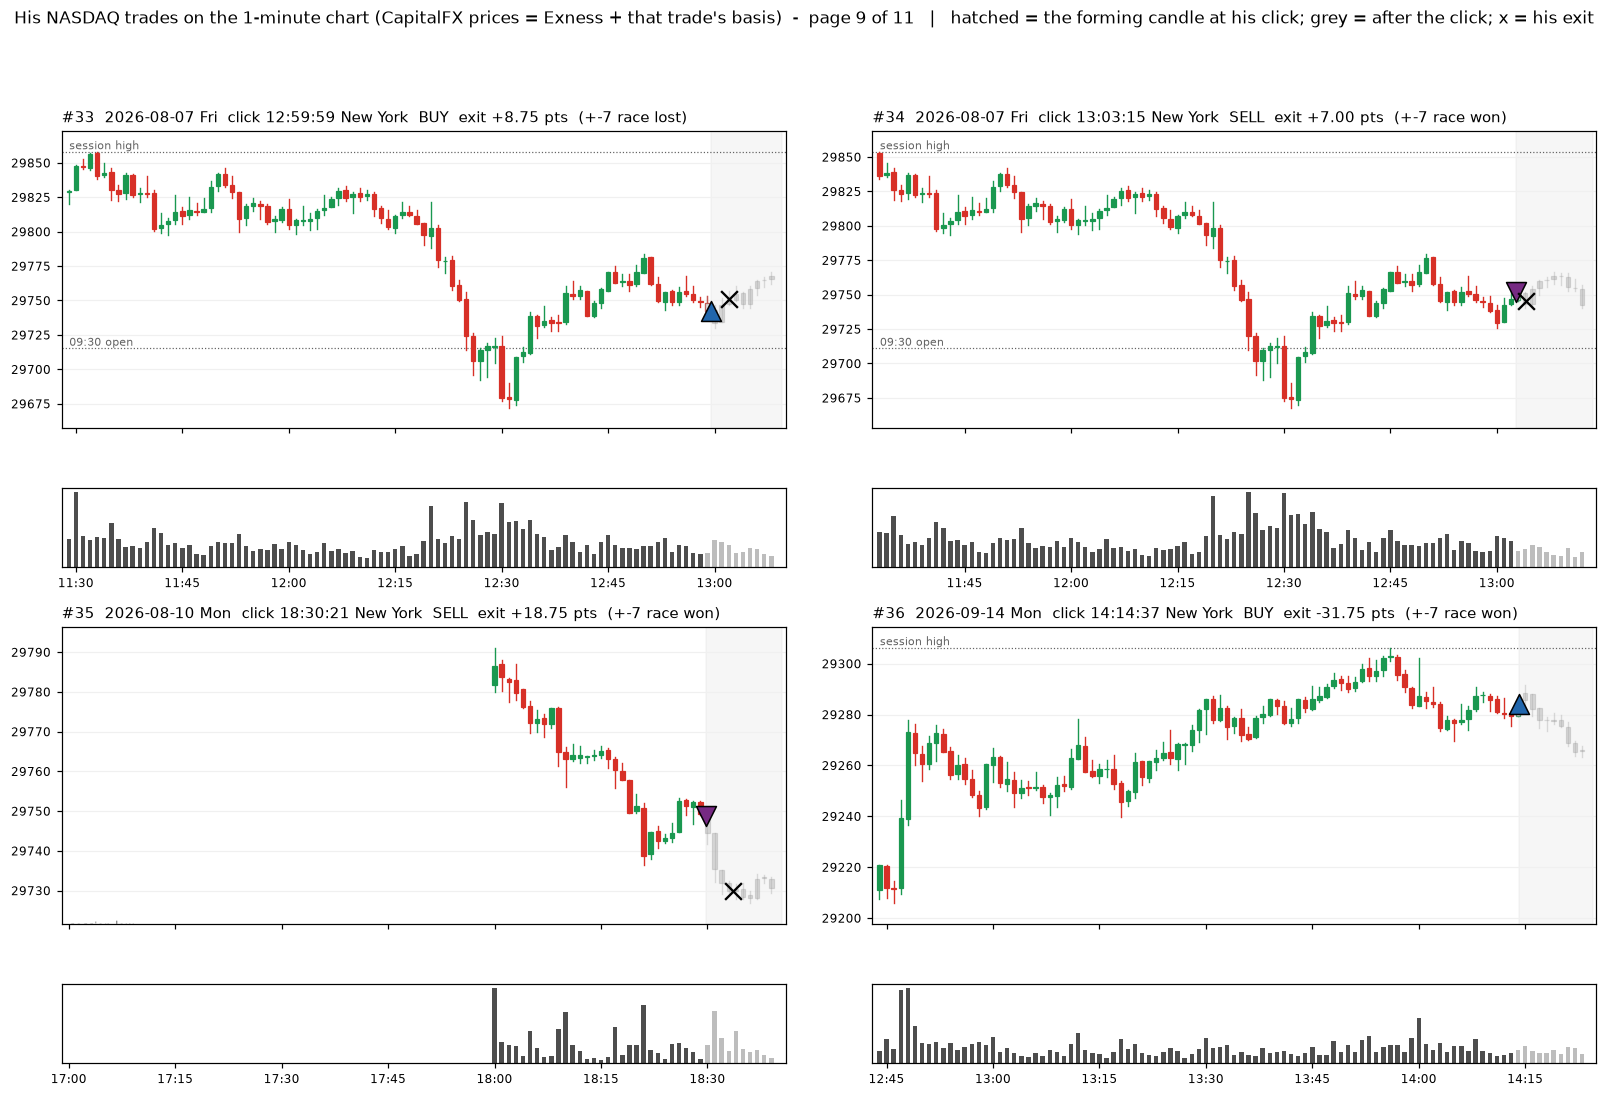 His NASDAQ trades on the 1-minute chart (CapitalFX prices = Exness + that trade's basis)  -  page 9 of 11   |   hatched = the forming candle at his click; grey = after the click; x = his exit
#33  2026-08-07 Fri  click 12:59:59 New York  BUY  exit +8.75 pts  (+-7 race lost)
session high
29850
29825
29800
29775
29750
29725
09:30 open
29700
29675
11:30 11:45 12:00 12:15 12:30 12:45 13:00
#34  2026-08-07 Fri  click 13:03:15 New York  SELL  exit +7.00 pts  (+-7 race won)
session high
29850
29825
29800
29775
29750
29725
09:30 open
29700
29675
11:45 12:00 12:15 12:30 12:45 13:00
#35  2026-08-10 Mon  click 18:30:21 New York  SELL  exit +18.75 pts  (+-7 race won)
29790
29780
29770
29760
29750
29740
29730
17:00 17:15 17:30 17:45 18:00 18:15 18:30
#36  2026-09-14 Mon  click 14:14:37 New York  BUY  exit -31.75 pts  (+-7 race won)
session high
29300
29280
29260
29240
29220
29200
12:45 13:00 13:15 13:30 13:45 14:00 14:15